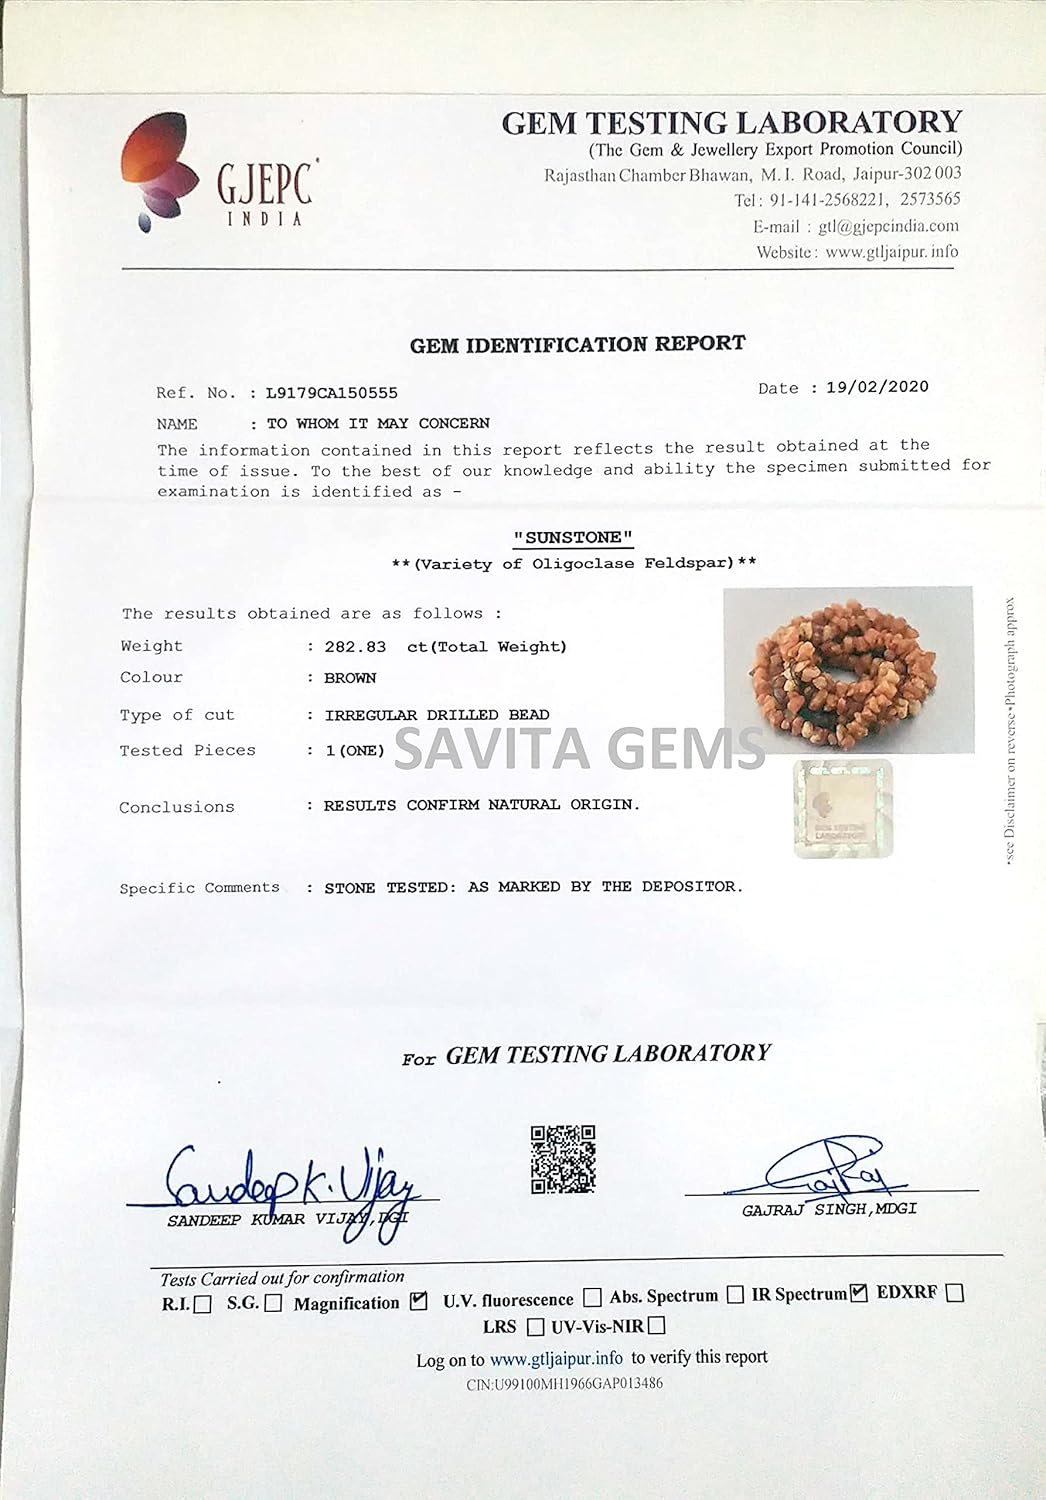 GJEPC
INDIA
GEM TESTING LABORATORY
(The Gem & Jewellery Export Promotion Council)
Rajasthan Chamber Bhawan, M. I. Road, Jaipur-302 003
Tel : 91-141-2568221, 2573565
E-mail : gtl@gjepcindia.com
Website : www.gtljaipur.info
GEM IDENTIFICATION REPORT
Ref. No. : L9179CA150555
Date : 19/02/2020
NAME : TO WHOM IT MAY CONCERN
The information contained in this report reflects the result obtained at the
time of issue. To the best of our knowledge and ability the specimen submitted for
examination is identified as –
"SUNSTONE"
**(Variety of Oligoclase Feldspar)**
The results obtained are as follows :
Weight : 282.83 ct(Total Weight)
Colour : BROWN
Type of cut : IRREGULAR DRILLED BEAD
Tested Pieces : 1(ONE)
SAVITA GEMS
Conclusions : RESULTS CONFIRM NATURAL ORIGIN.
GEM TESTING
LABORATORY
Specific Comments : STONE TESTED: AS MARKED BY THE DEPOSITOR.
*see Disclaimer on reverse•Photograph approx
For GEM TESTING LABORATORY
Sandeep K. Vijay
SANDEEP KUMAR VIJAY,DGI
GajRaj
GAJRAJ SINGH,MDGI
Tests Carried out for confirmation
R.I.☐ S.G.☐ Magnification ☑ U.V. fluorescence ☐ Abs. Spectrum ☐ IR Spectrum☑ EDXRF ☐
LRS ☐ UV-Vis-NIR☐
Log on to www.gtljaipur.info to verify this report
CIN:U99100MH1966GAP013486